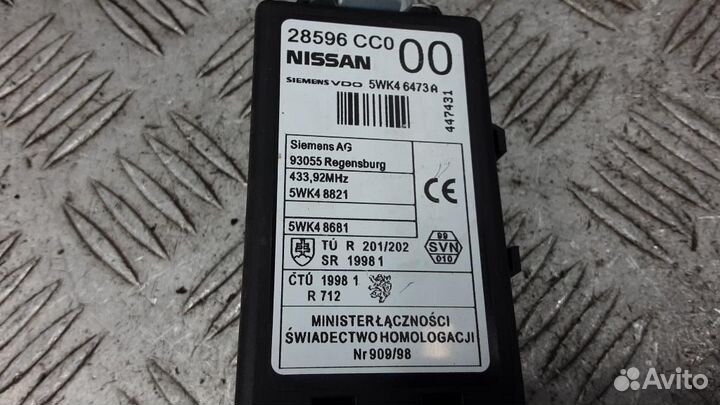 28596 CC0 00
NISSAN
SIEMENS VDO 5WK4 6473A
447431
Siemens AG
93055 Regensburg
433,92MHz
5WK4 8821
5WK4 8681
CE
TÚ R 201/202
SR 1998 1
99
SVN
010
ČTÚ 1998 1
R 712
MINISTER ŁĄCZNOŚCI
ŚWIADECTWO HOMOLOGACJI
Nr 909/98
Avito